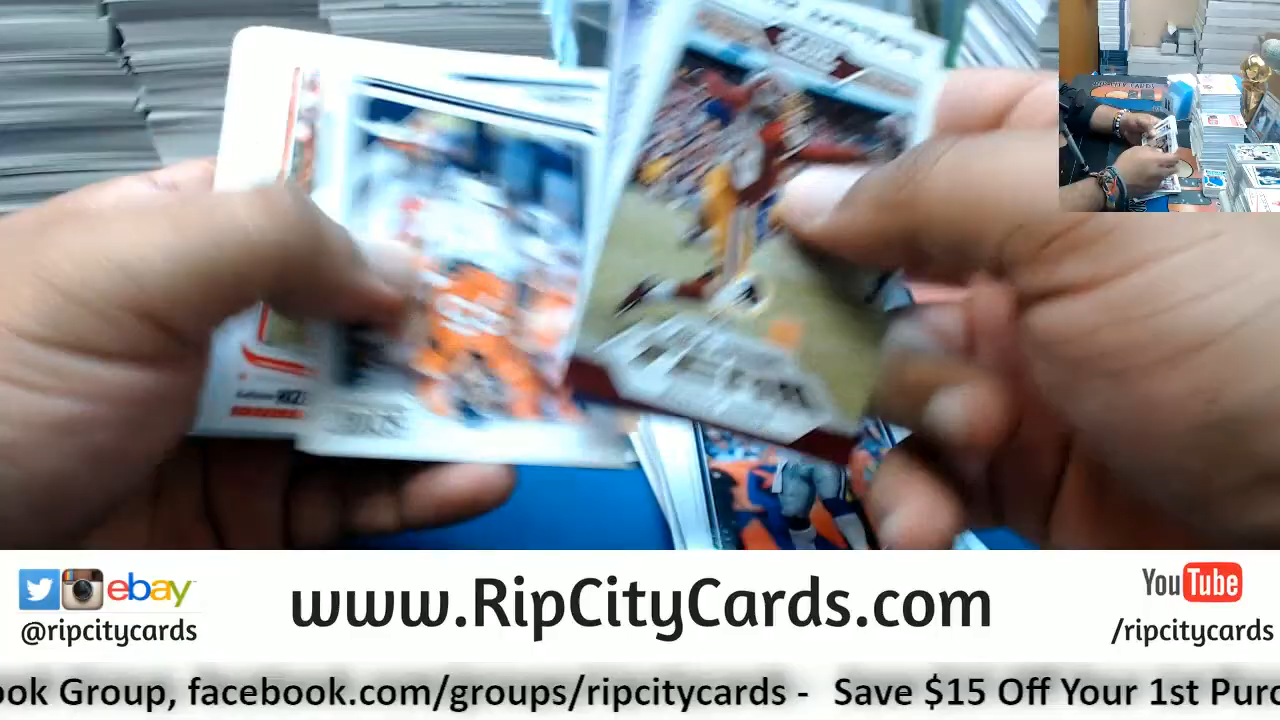 ebay
@ripcitycards
www.RipCityCards.com
YouTube
/ripcitycards
ook Group, facebook.com/groups/ripcitycards - Save $15 Off Your 1st Purc